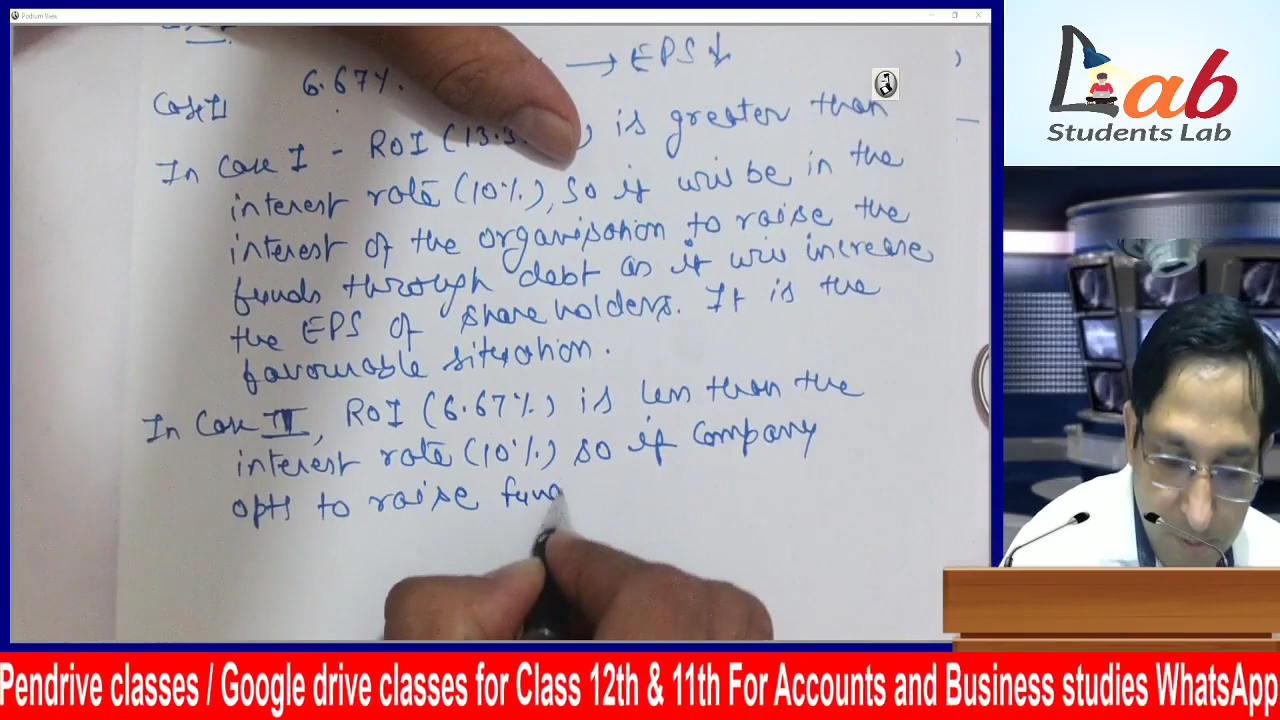 Podium View
→ EPS ↓
6.67%.
Case II
In Case I - RoI (13.3 ) is greater than
interest rate (10%), so it will be in the
interest of the organisation to raise the
funds through debt as it will increase
the EPS of shareholders. It is the
favourable situation.
In Case II, RoI (6.67%) is less than the
interest rate (10%) so if company
opts to raise fun
Lab
Students Lab
Pendrive classes / Google drive classes for Class 12th & 11th For Accounts and Business studies WhatsApp